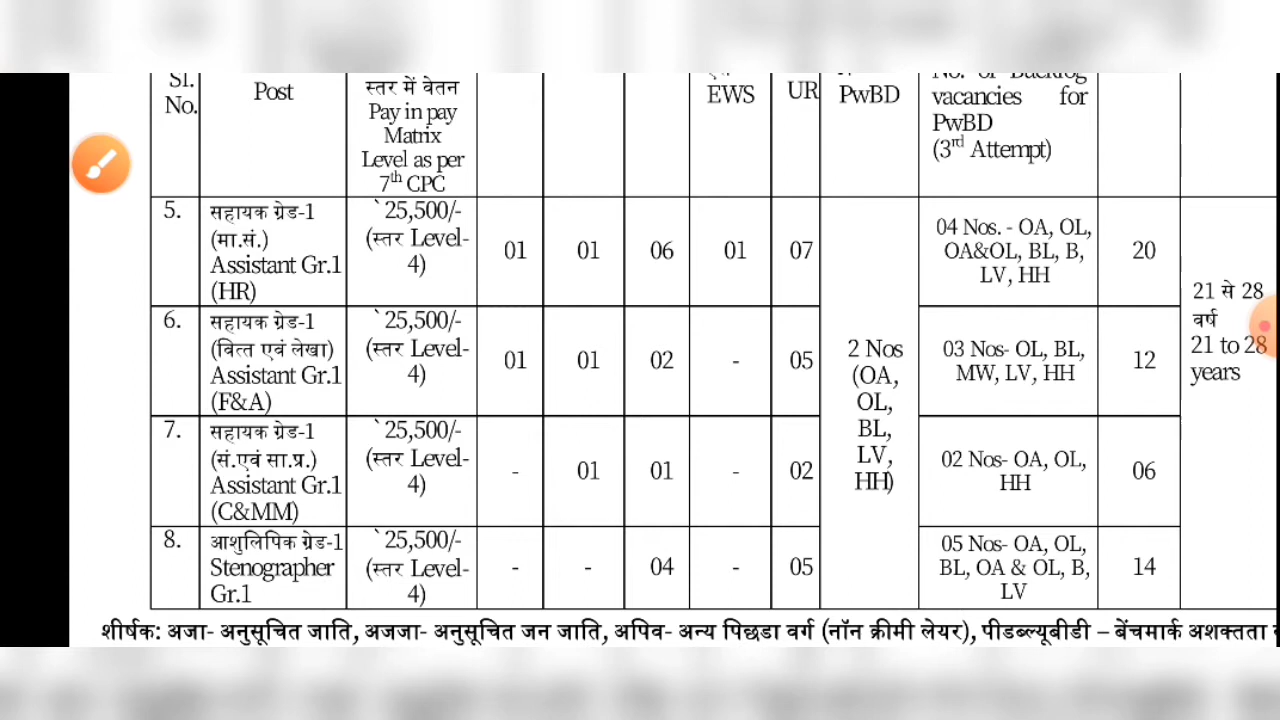 Sl.
No.
Post
स्तर में वेतन
Pay in pay
Matrix
Level as per
7th CPC
EWS
UR
PwBD
No. of Backlog
vacancies for
PwBD
(3rd Attempt)
5.
सहायक ग्रेड-1
(मा.सं.)
Assistant Gr.1
(HR)
`25,500/-
(स्तर Level-
4)
01
01
06
01
07
04 Nos. - OA, OL,
OA&OL, BL, B,
LV, HH
20
6.
सहायक ग्रेड-1
(वित्त एवं लेखा)
Assistant Gr.1
(F&A)
`25,500/-
(स्तर Level-
4)
01
01
02
-
05
03 Nos- OL, BL,
MW, LV, HH
12
7.
सहायक ग्रेड-1
(सं.एवं सा.प्र.)
Assistant Gr.1
(C&MM)
`25,500/-
(स्तर Level-
4)
-
01
01
-
02
02 Nos- OA, OL,
HH
06
8.
आशुलिपिक ग्रेड-1
Stenographer
Gr.1
`25,500/-
(स्तर Level-
4)
-
-
04
-
05
05 Nos- OA, OL,
BL, OA & OL, B,
LV
14
2 Nos
(OA,
OL,
BL,
LV,
HH)
21 से 28
वर्ष
21 to 28
years
शीर्षक: अजा- अनुसूचित जाति, अजजा- अनुसूचित जन जाति, अपिव- अन्य पिछडा वर्ग (नॉन क्रीमी लेयर), पीडब्ल्यूबीडी – बेंचमार्क अशक्तता